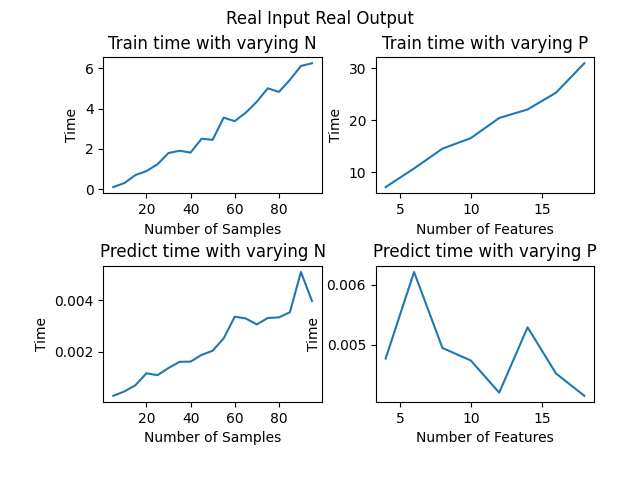 Real Input Real Output
Train time with varying N
6
4
2
0
Time
20 40 60 80
Number of Samples
Train time with varying P
30
20
10
Time
5 10 15
Number of Features
Predict time with varying N
0.004
0.002
Time
20 40 60 80
Number of Samples
Predict time with varying P
0.006
0.005
Time
5 10 15
Number of Features